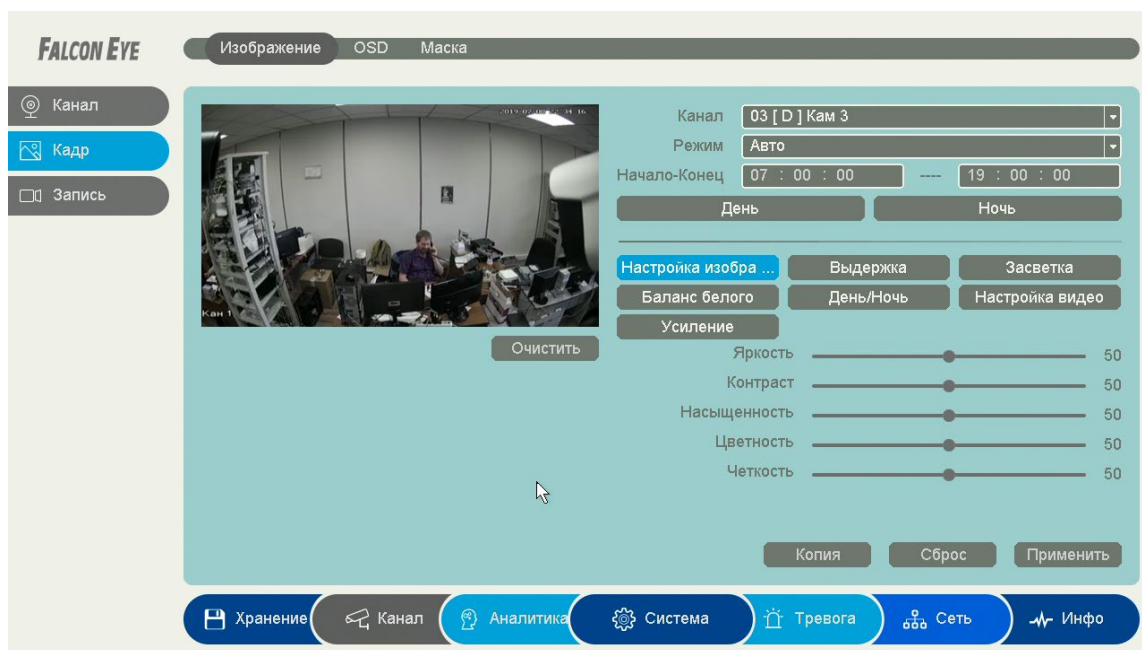 FALCON EYE
Изображение OSD Маска
Канал
Кадр
Запись
Кам 1
Очистить
Канал 03 [ D ] Кам 3
Режим Авто
Начало-Конец 07 : 00 : 00 ---- 19 : 00 : 00
День Ночь
Настройка изобра ... Выдержка Засветка
Баланс белого День/Ночь Настройка видео
Усиление
Яркость 50
Контраст 50
Насыщенность 50
Цветность 50
Четкость 50
Копия Сброс Применить
Хранение Канал Аналитика Система Тревога Сеть Инфо